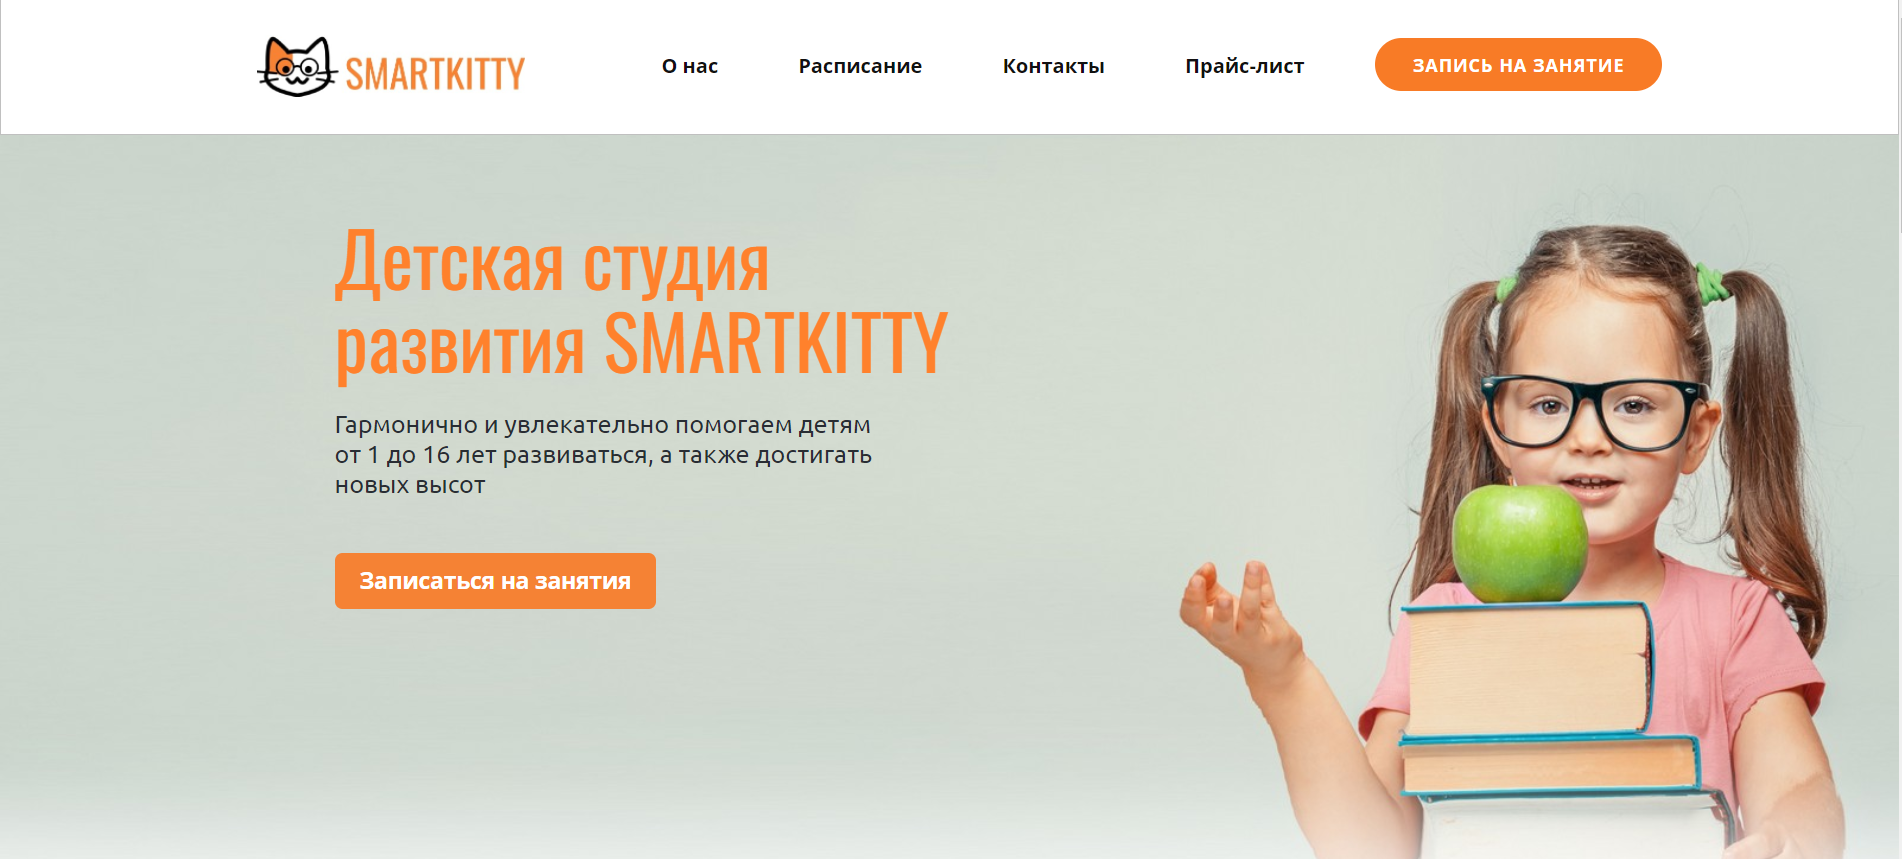 SMARTKITTY
О нас
Расписание
Контакты
Прайс-лист
ЗАПИСЬ НА ЗАНЯТИЕ
Детская студия
развития SMARTKITTY
Гармонично и увлекательно помогаем детям
от 1 до 16 лет развиваться, а также достигать
новых высот
Записаться на занятия